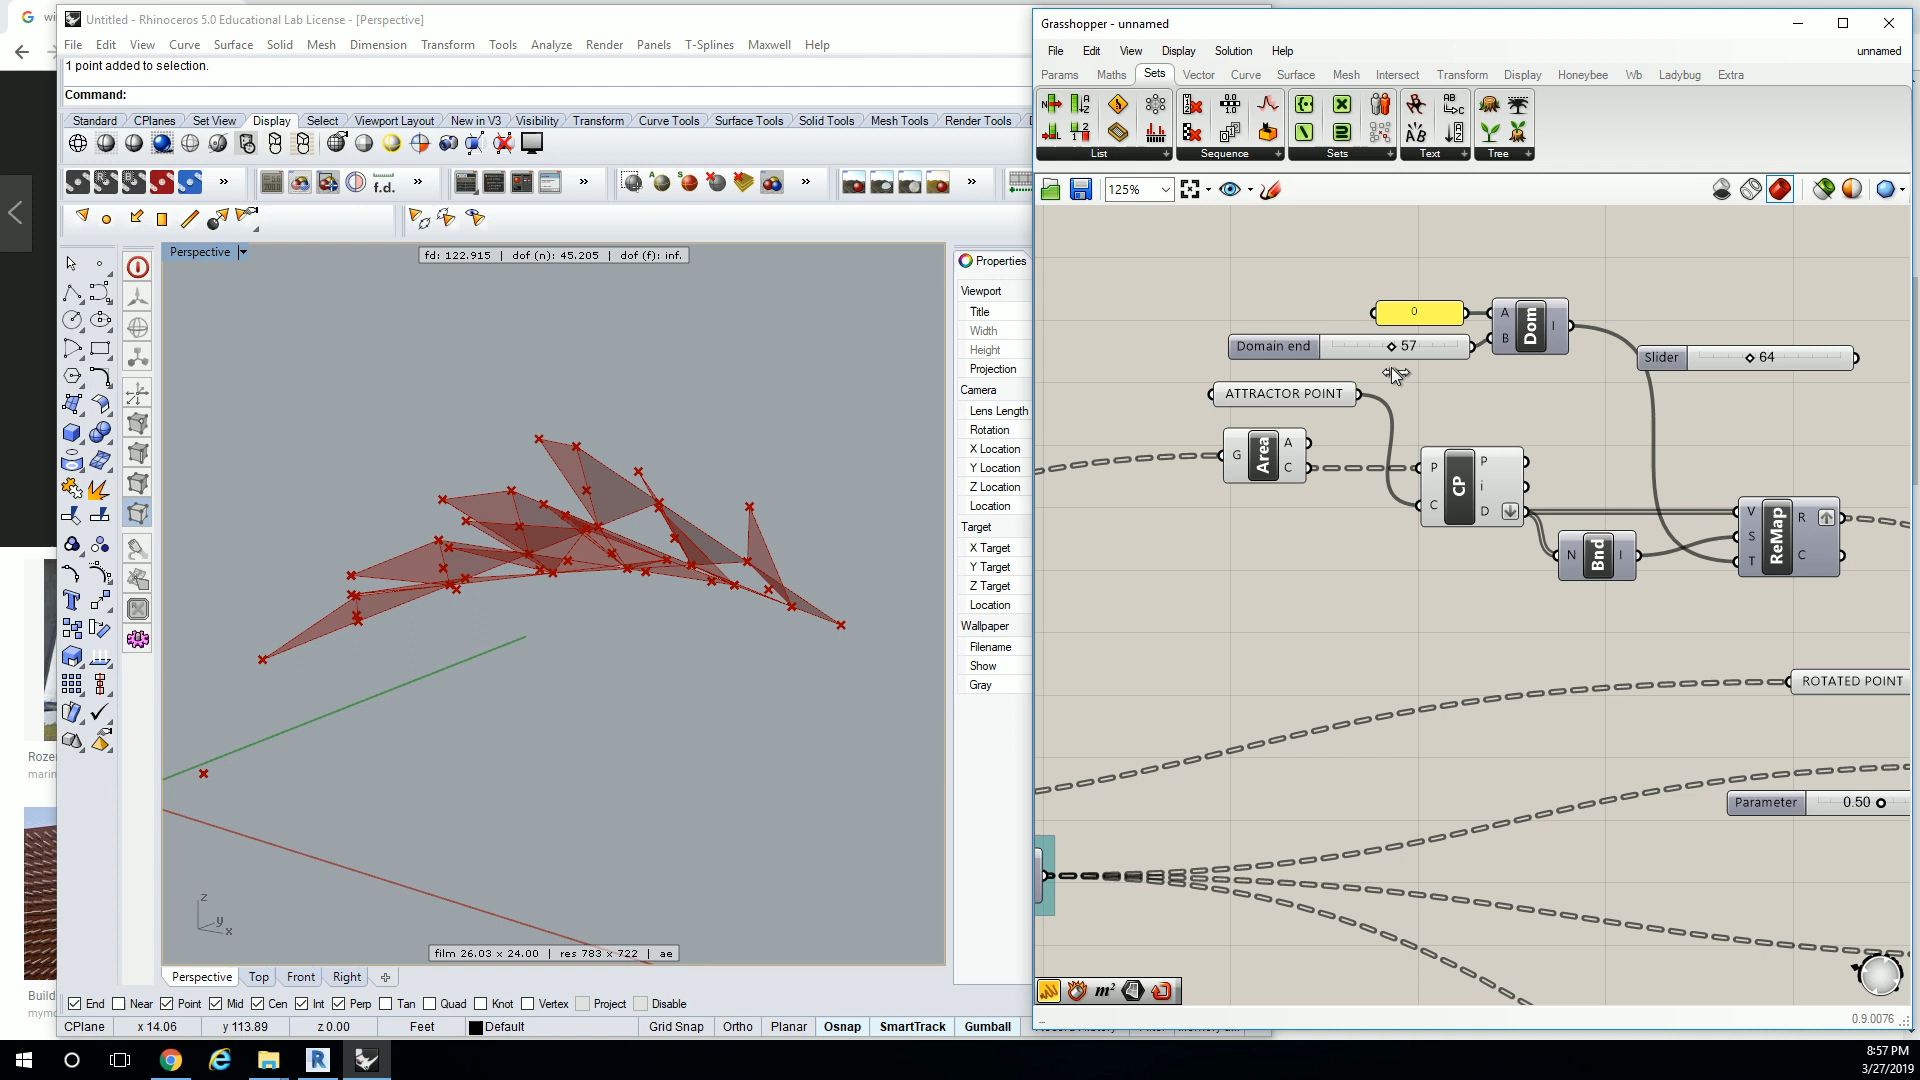 Untitled - Rhinoceros 5.0 Educational Lab License - [Perspective]
File Edit View Curve Surface Solid Mesh Dimension Transform Tools Analyze Render Panels T-Splines Maxwell Help
1 point added to selection.
Command:
Standard CPlanes Set View Display Select Viewport Layout New in V3 Visibility Transform Curve Tools Surface Tools Solid Tools Mesh Tools Render Tools
f.d.
Perspective
fd: 122.915 | dof (n): 45.205 | dof (f): inf.
z
y
x
film 26.03 x 24.00 | res 783 x 722 | ae
Perspective Top Front Right
End Near Point Mid Cen Int Perp Tan Quad Knot Vertex Project Disable
CPlane x 14.06 y 113.89 z 0.00 Feet Default Grid Snap Ortho Planar Osnap SmartTrack Gumball
Properties
Viewport
Title
Width
Height
Projection
Camera
Lens Length
Rotation
X Location
Y Location
Z Location
Location
Target
X Target
Y Target
Z Target
Location
Wallpaper
Filename
Show
Gray
Grasshopper - unnamed
File Edit View Display Solution Help unnamed
Params Maths Sets Vector Curve Surface Mesh Intersect Transform Display Honeybee Wb Ladybug Extra
List Sequence Sets Text Tree
125%
0
A
B
Dom
I
Domain end 57
Slider 64
ATTRACTOR POINT
G
Area
A
C
P
C
CP
P
i
D
N
Bnd
I
V
S
T
ReMap
R
C
ROTATED POINT
Parameter 0.50
m²
0.9.0076
Rozen
marin
Build
mymo
8:57 PM
3/27/2019